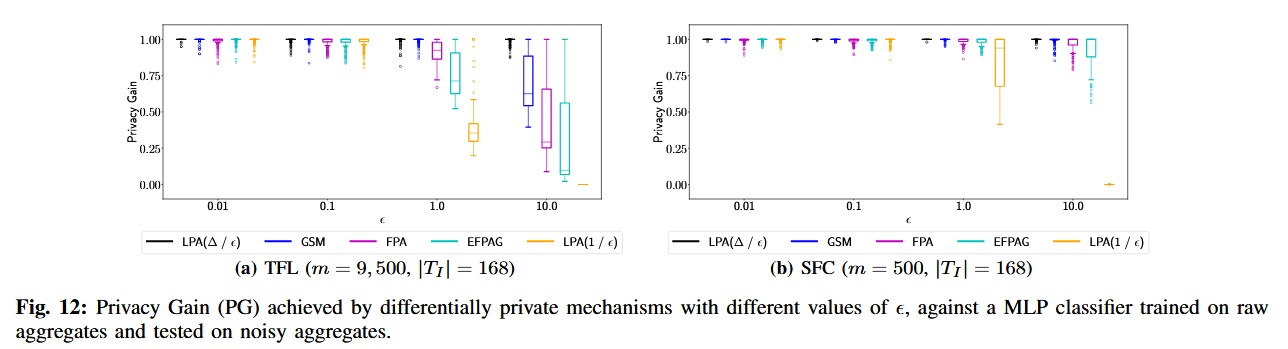 1.00
0.75
0.50
0.25
0.00
Privacy Gain
0.01 0.1 1.0 10.0
ϵ
LPA(Δ / ϵ) GSM FPA EFPAG LPA(1 / ϵ)
(a) TFL (m = 9, 500, |T_I| = 168)
1.00
0.75
0.50
0.25
0.00
Privacy Gain
0.01 0.1 1.0 10.0
ϵ
LPA(Δ / ϵ) GSM FPA EFPAG LPA(1 / ϵ)
(b) SFC (m = 500, |T_I| = 168)
Fig. 12: Privacy Gain (PG) achieved by differentially private mechanisms with different values of ϵ, against a MLP classifier trained on raw
aggregates and tested on noisy aggregates.